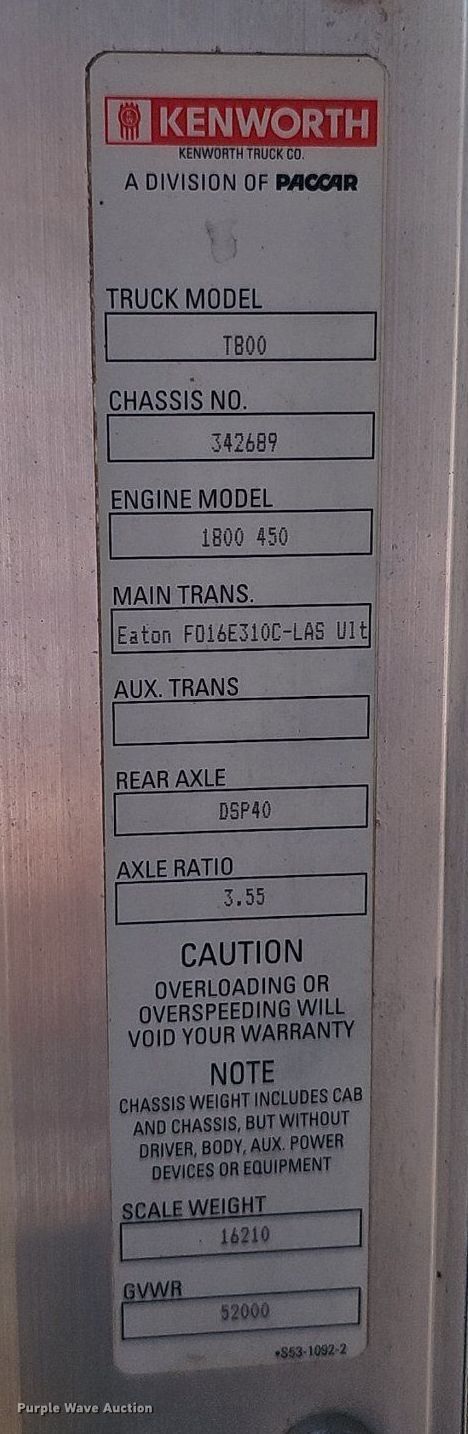 KW KENWORTH
KENWORTH TRUCK CO.
A DIVISION OF PACCAR
TRUCK MODEL
T800
CHASSIS NO.
342689
ENGINE MODEL
1800 450
MAIN TRANS.
Eaton FO16E310C-LAS Ult
AUX. TRANS
REAR AXLE
DSP40
AXLE RATIO
3.55
CAUTION
OVERLOADING OR
OVERSPEEDING WILL
VOID YOUR WARRANTY
NOTE
CHASSIS WEIGHT INCLUDES CAB
AND CHASSIS, BUT WITHOUT
DRIVER, BODY, AUX. POWER
DEVICES OR EQUIPMENT
SCALE WEIGHT
16210
GVWR
52000
•S53-1092-2
Purple Wave Auction